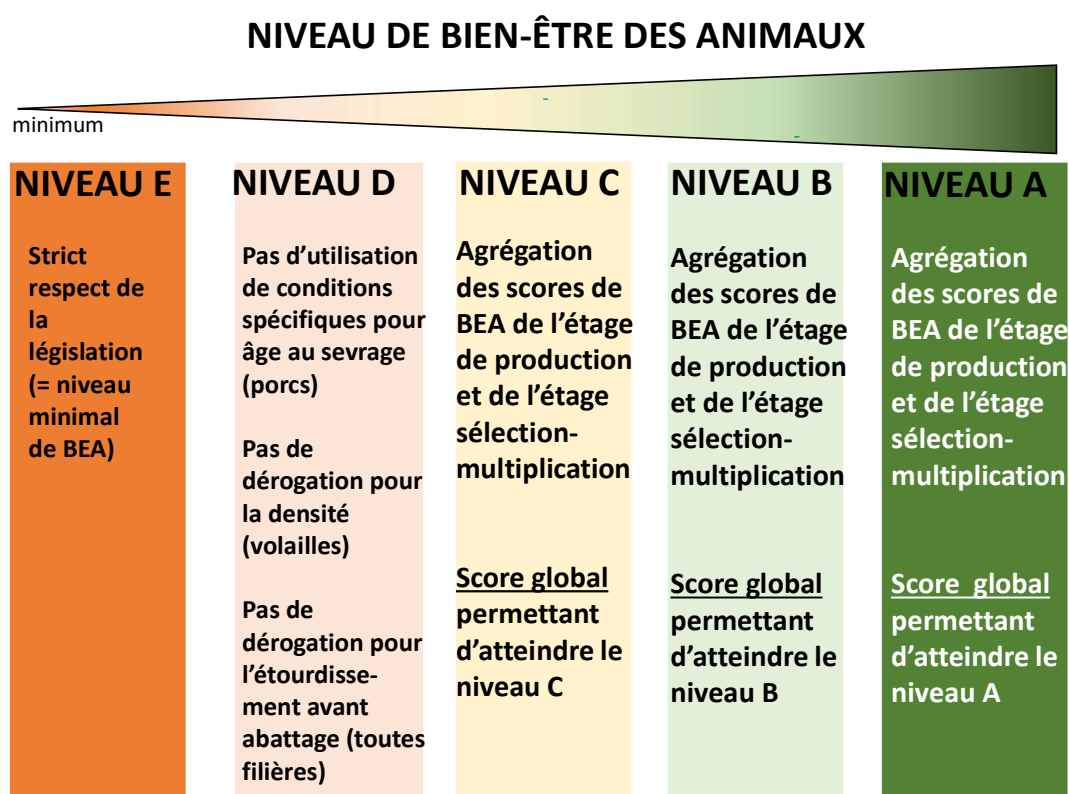 NIVEAU DE BIEN-ÊTRE DES ANIMAUX
minimum
NIVEAU E
Strict
respect de
la
législation
(= niveau
minimal
de BEA)
NIVEAU D
Pas d’utilisation
de conditions
spécifiques pour
âge au sevrage
(porcs)
Pas de
dérogation pour
la densité
(volailles)
Pas de
dérogation pour
l’étourdisse-
ment avant
abattage (toutes
filières)
NIVEAU C
Agrégation
des scores de
BEA de l’étage
de production
et de l’étage
sélection-
multiplication
Score global
permettant
d’atteindre le
niveau C
NIVEAU B
Agrégation
des scores de
BEA de l’étage
de production
et de l’étage
sélection-
multiplication
Score global
permettant
d’atteindre le
niveau B
NIVEAU A
Agrégation
des scores de
BEA de l’étage
de production
et de l’étage
sélection-
multiplication
Score global
permettant
d’atteindre le
niveau A